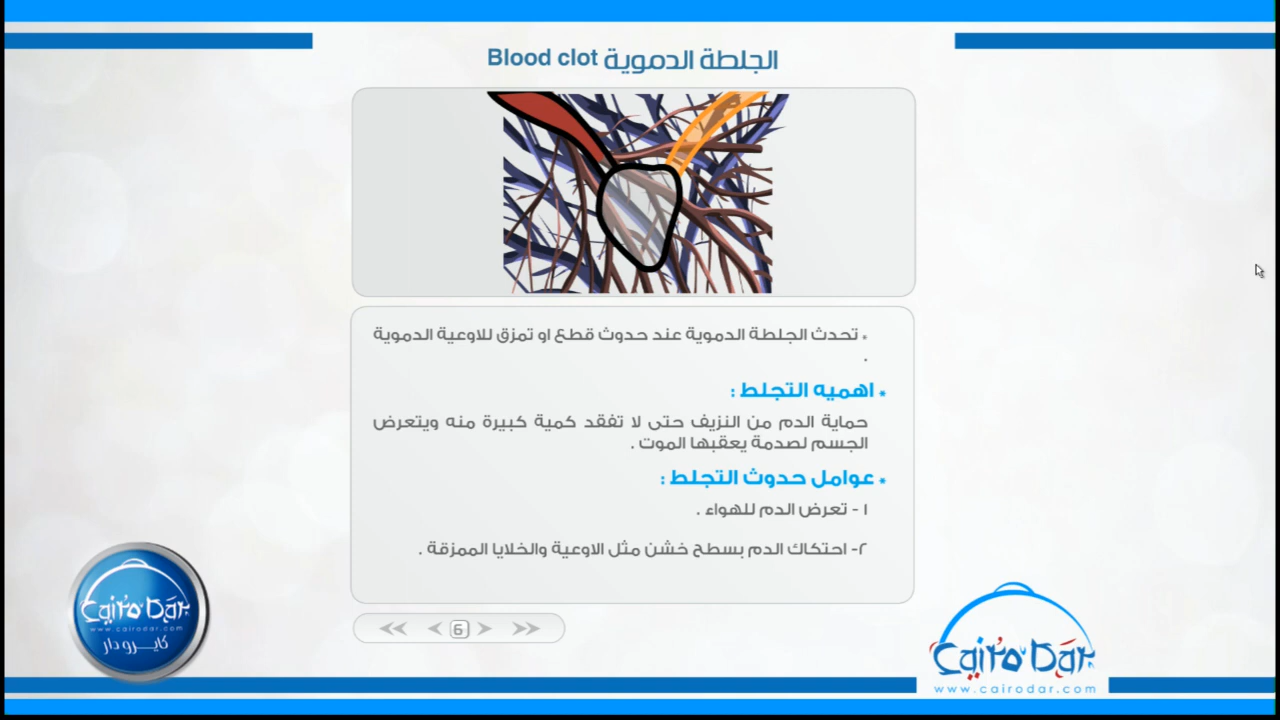 الجلطة الدموية Blood clot
* تحدث الجلطة الدموية عند حدوث قطع او تمزق للاوعية الدموية
.
* اهميه التجلط :
حماية الدم من النزيف حتى لا تفقد كمية كبيرة منه ويتعرض
الجسم لصدمة يعقبها الموت .
* عوامل حدوث التجلط :
١ - تعرض الدم للهواء .
٢- احتكاك الدم بسطح خشن مثل الاوعية والخلايا الممزقة .
6
Cairo Dar
www.cairodar.com
كايـــرو دار
Cairo Dar
www.cairodar.com